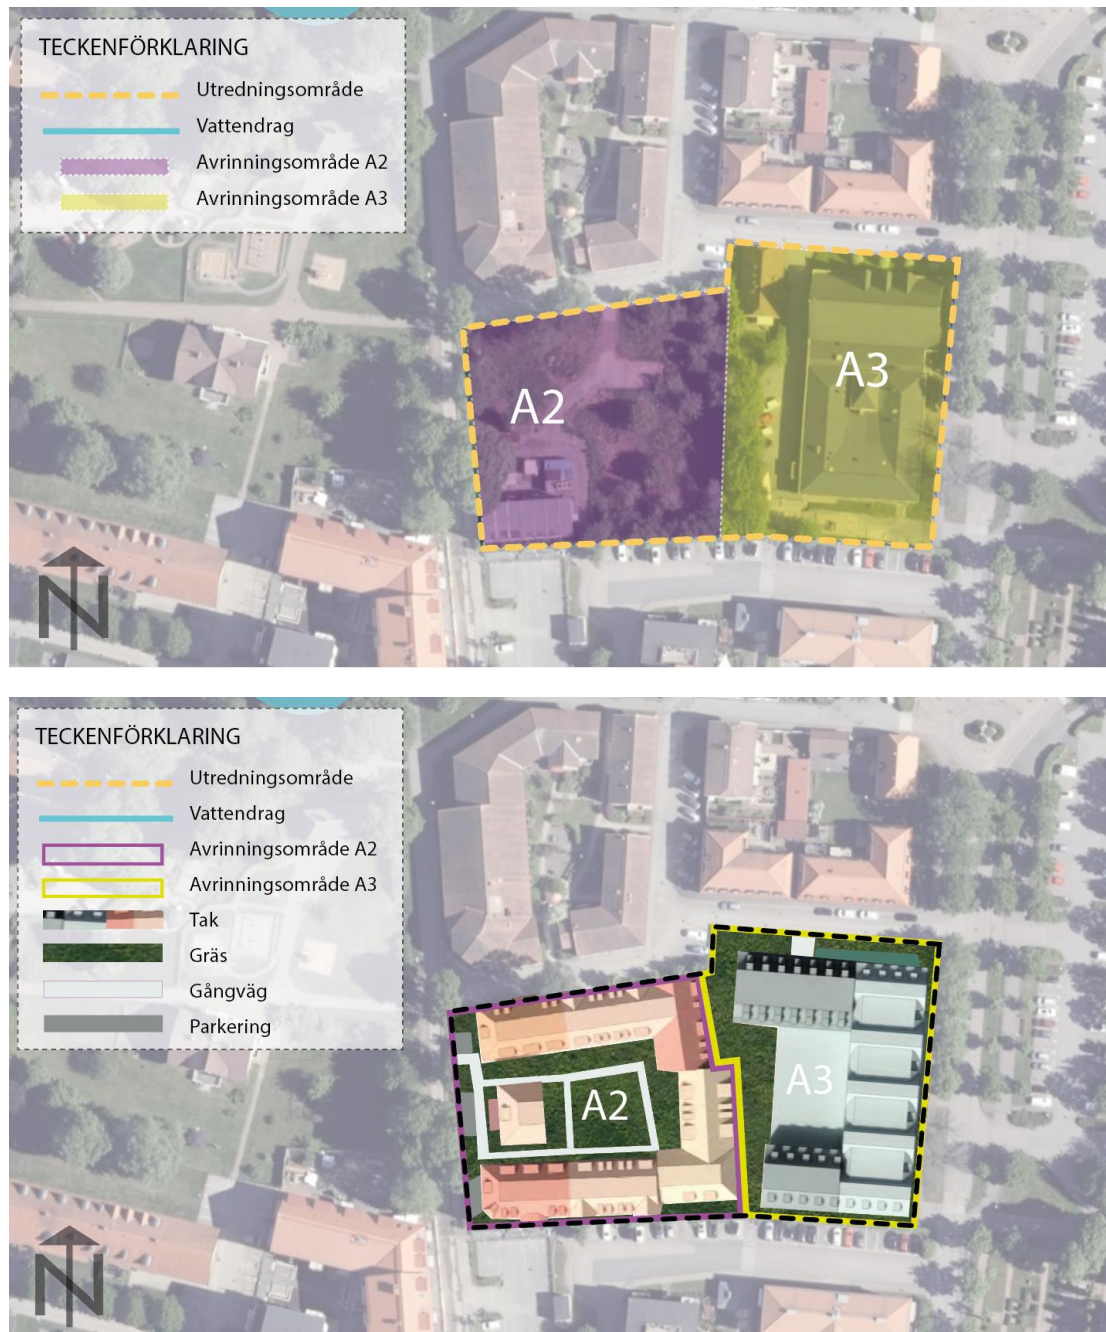 TECKENFÖRKLARING
Utredningsområde
Vattendrag
Avrinningsområde A2
Avrinningsområde A3
A3
A2
N
TECKENFÖRKLARING
Utredningsområde
Vattendrag
Avrinningsområde A2
Avrinningsområde A3
Tak
Gräs
Gångväg
Parkering
A3
A2
N